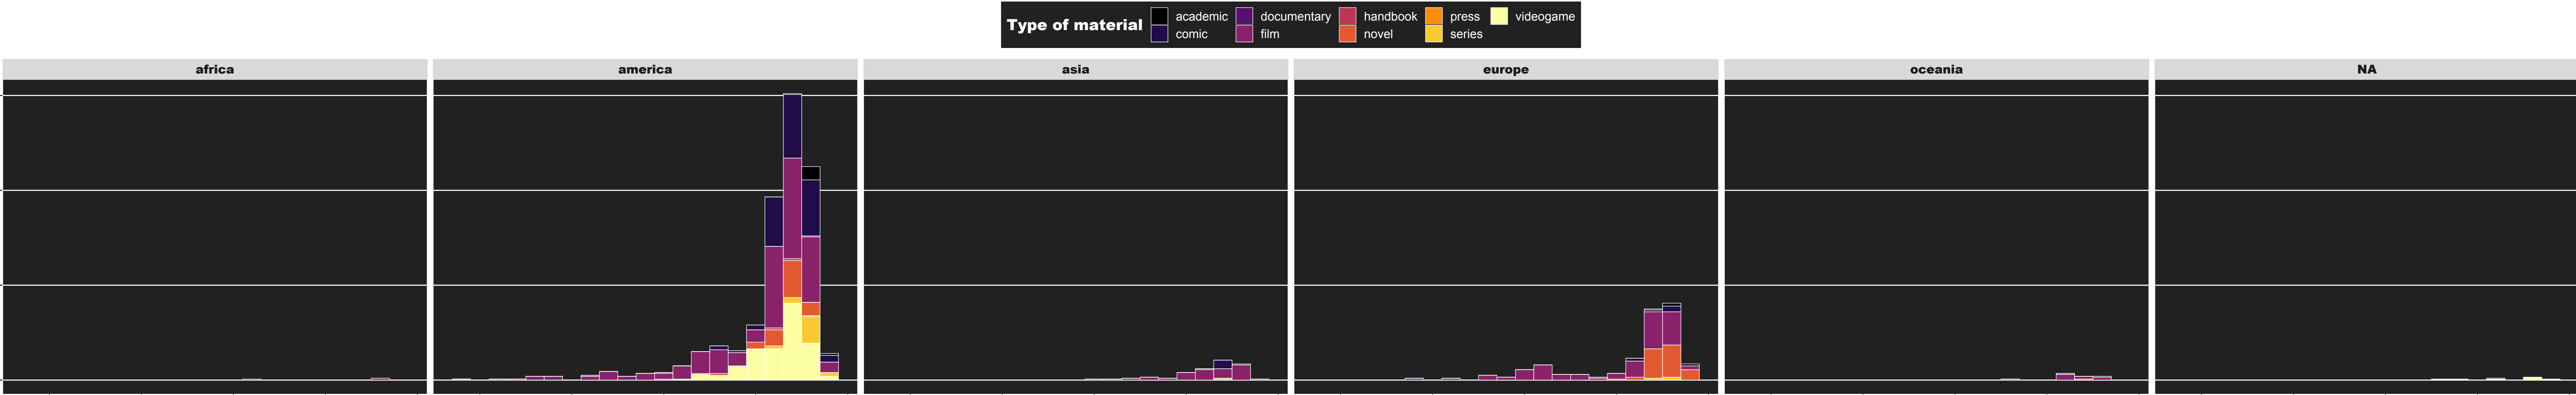 Type of material
academic documentary handbook press videogame
comic film novel series
africa america asia europe oceania NA